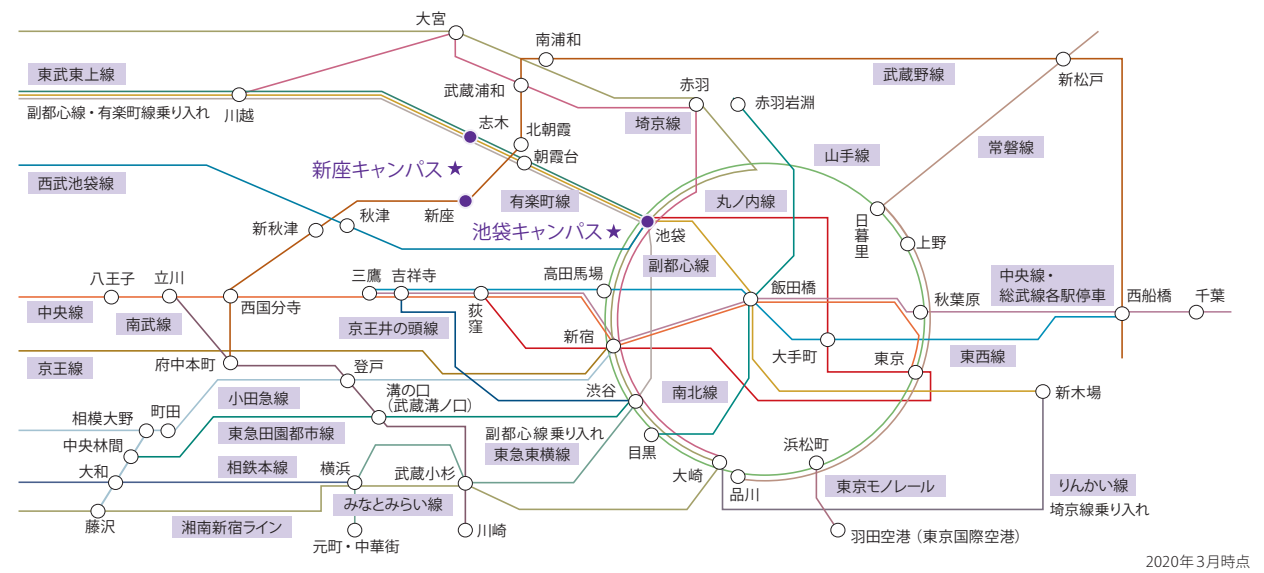 大宮
南浦和
東武東上線
武蔵野線
新松戸
副都心線・有楽町線乗り入れ
川越
武蔵浦和
赤羽
赤羽岩淵
志木
北朝霞
埼京線
朝霞台
山手線
常磐線
新座キャンパス★
西武池袋線
有楽町線
丸ノ内線
新座
秋津
新秋津
池袋キャンパス★
池袋
日暮里
上野
副都心線
八王子
立川
三鷹
吉祥寺
高田馬場
中央線・
総武線各駅停車
飯田橋
秋葉原
西船橋
千葉
中央線
南武線
西国分寺
荻窪
京王井の頭線
新宿
大手町
東京
東西線
京王線
府中本町
登戸
溝の口
（武蔵溝ノ口）
渋谷
南北線
新木場
小田急線
相模大野
町田
東急田園都市線
中央林間
副都心線乗り入れ
東急東横線
目黒
浜松町
大和
相鉄本線
横浜
武蔵小杉
大崎
品川
東京モノレール
りんかい線
埼京線乗り入れ
藤沢
湘南新宿ライン
みなとみらい線
元町・中華街
川崎
羽田空港（東京国際空港）
2020年3月時点